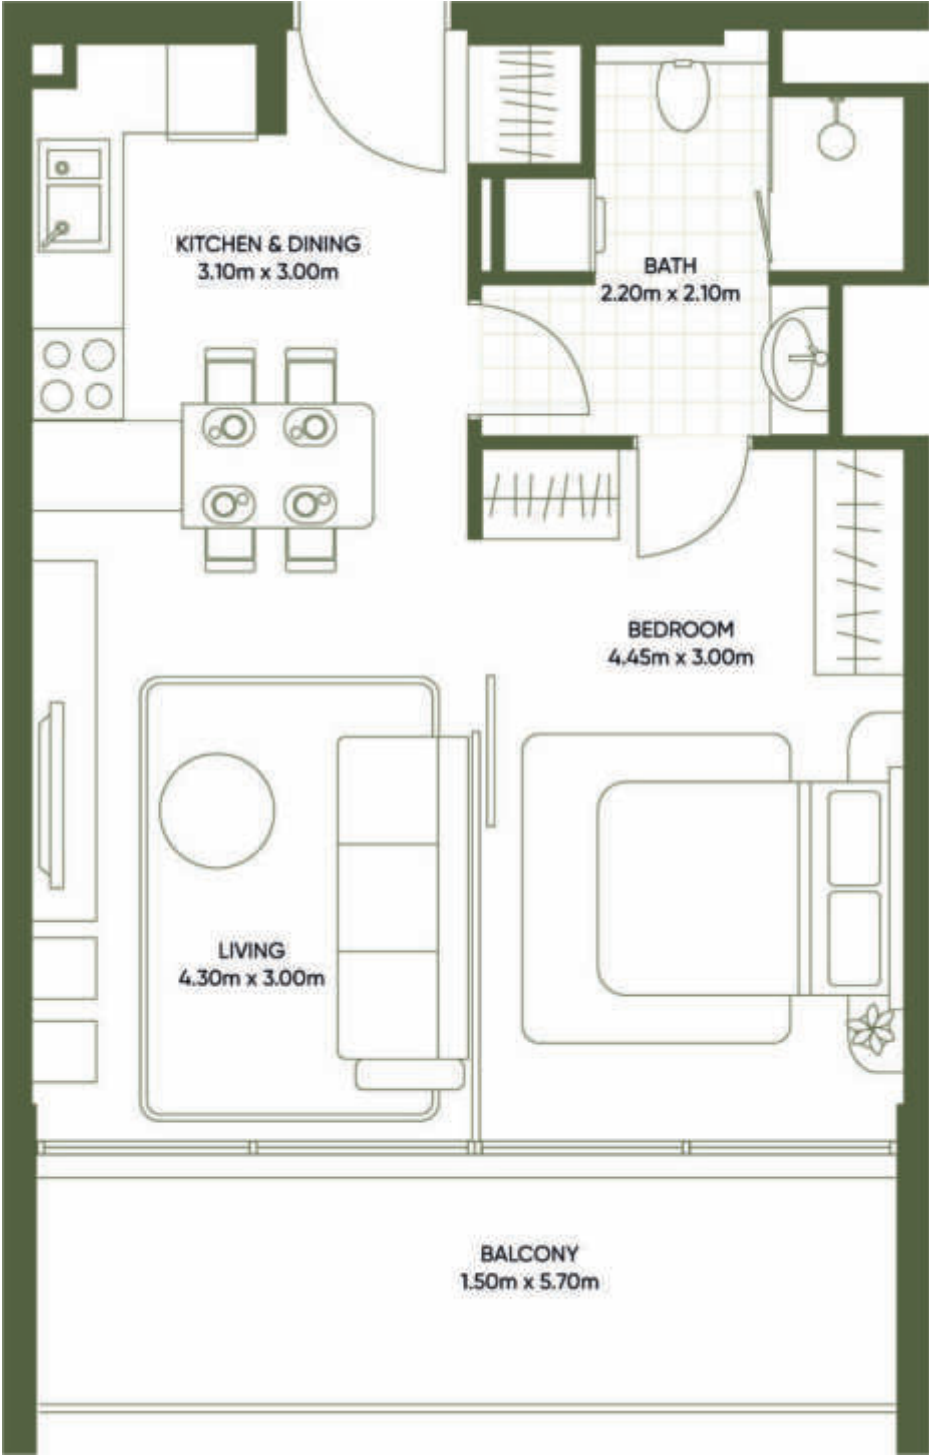 KITCHEN & DINING
3.10m x 3.00m
BATH
2.20m x 2.10m
BEDROOM
4.45m x 3.00m
LIVING
4.30m x 3.00m
BALCONY
1.50m x 5.70m